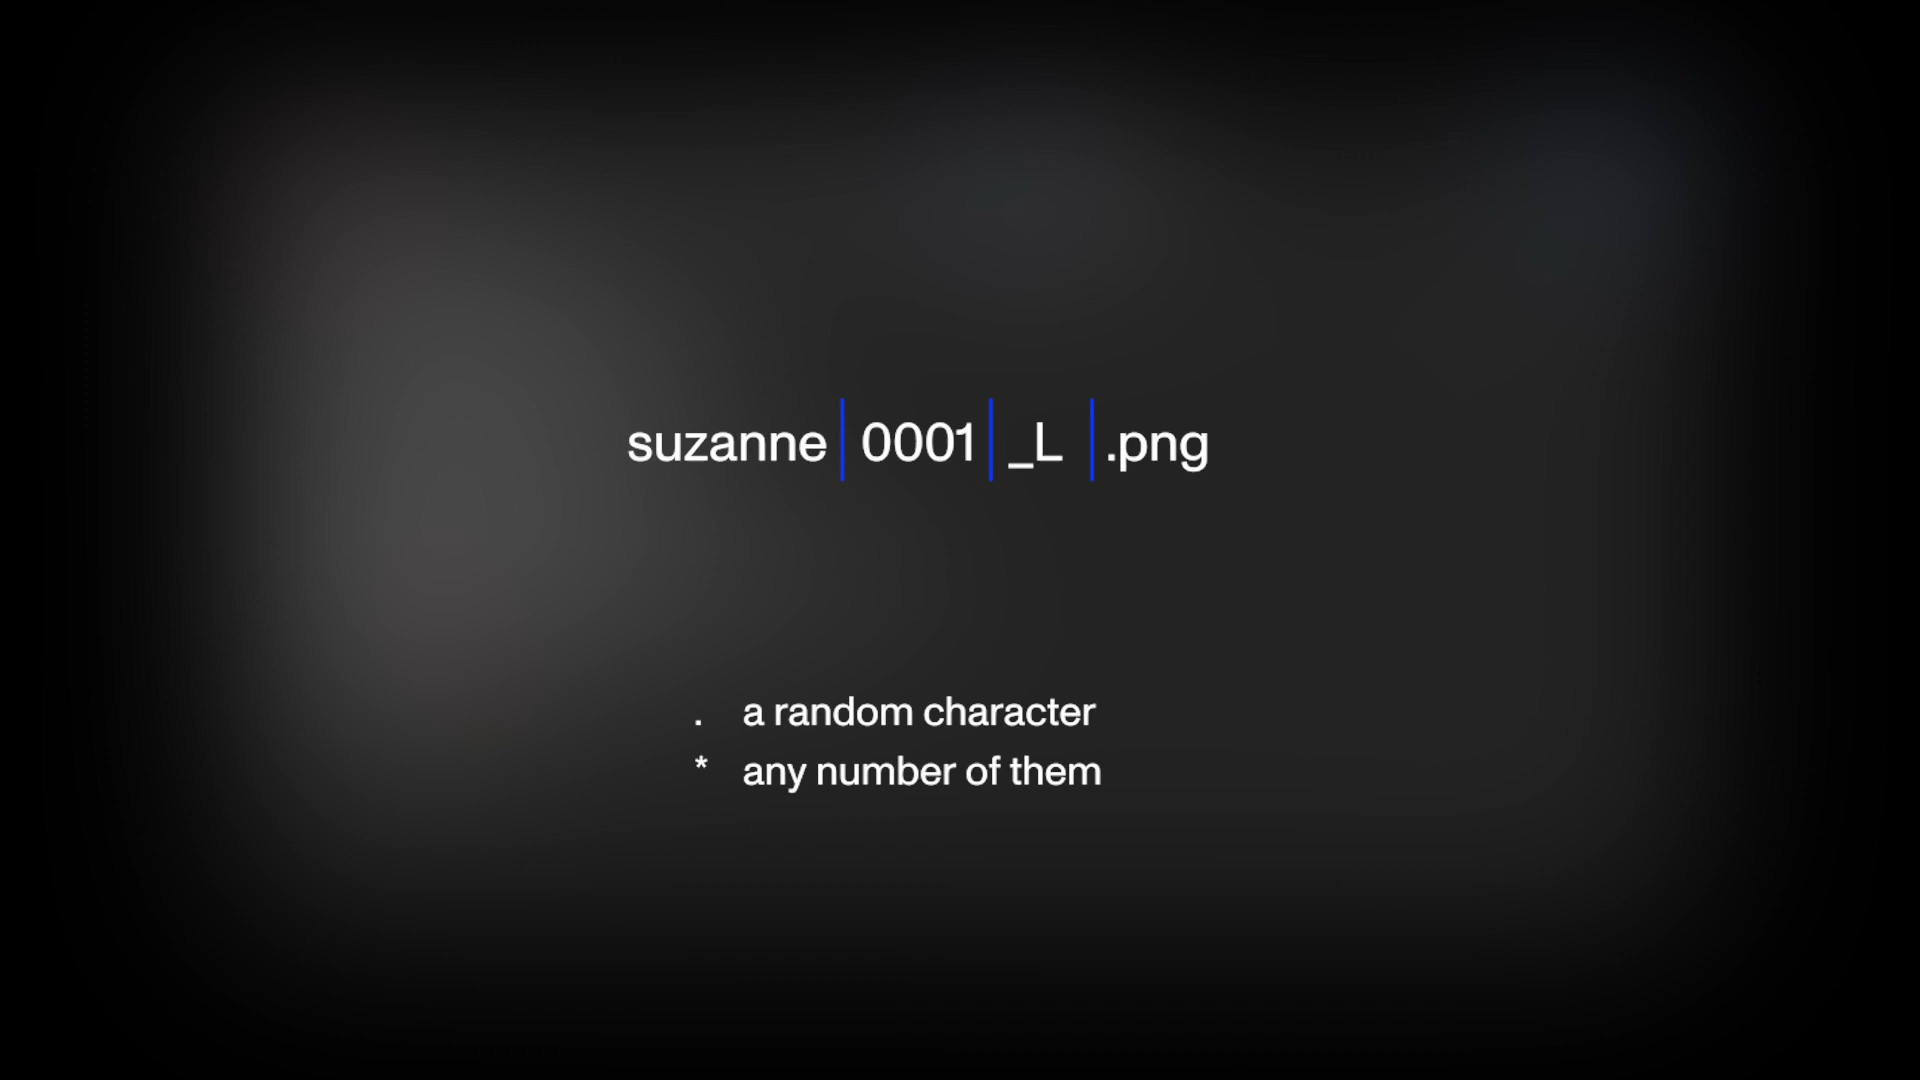 suzanne 0001 _L .png
. a random character
* any number of them